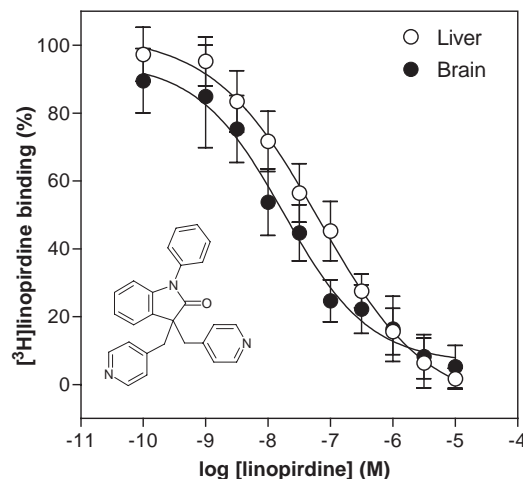 Liver
Brain
[³H]linopirdine binding (%)
100
80
60
40
20
0
N
O
N
N
-11 -10 -9 -8 -7 -6 -5 -4
log [linopirdine] (M)